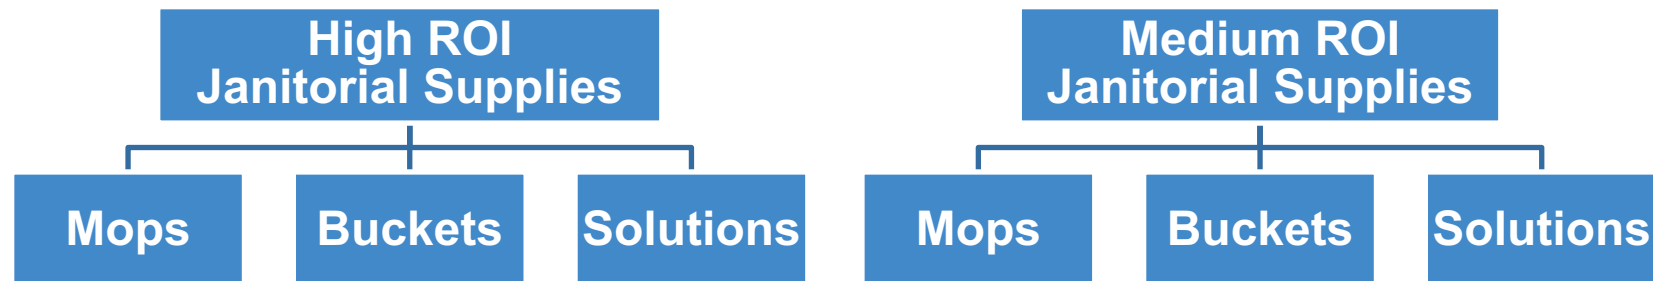 High ROI
Janitorial Supplies
Mops
Buckets
Solutions
Medium ROI
Janitorial Supplies
Mops
Buckets
Solutions